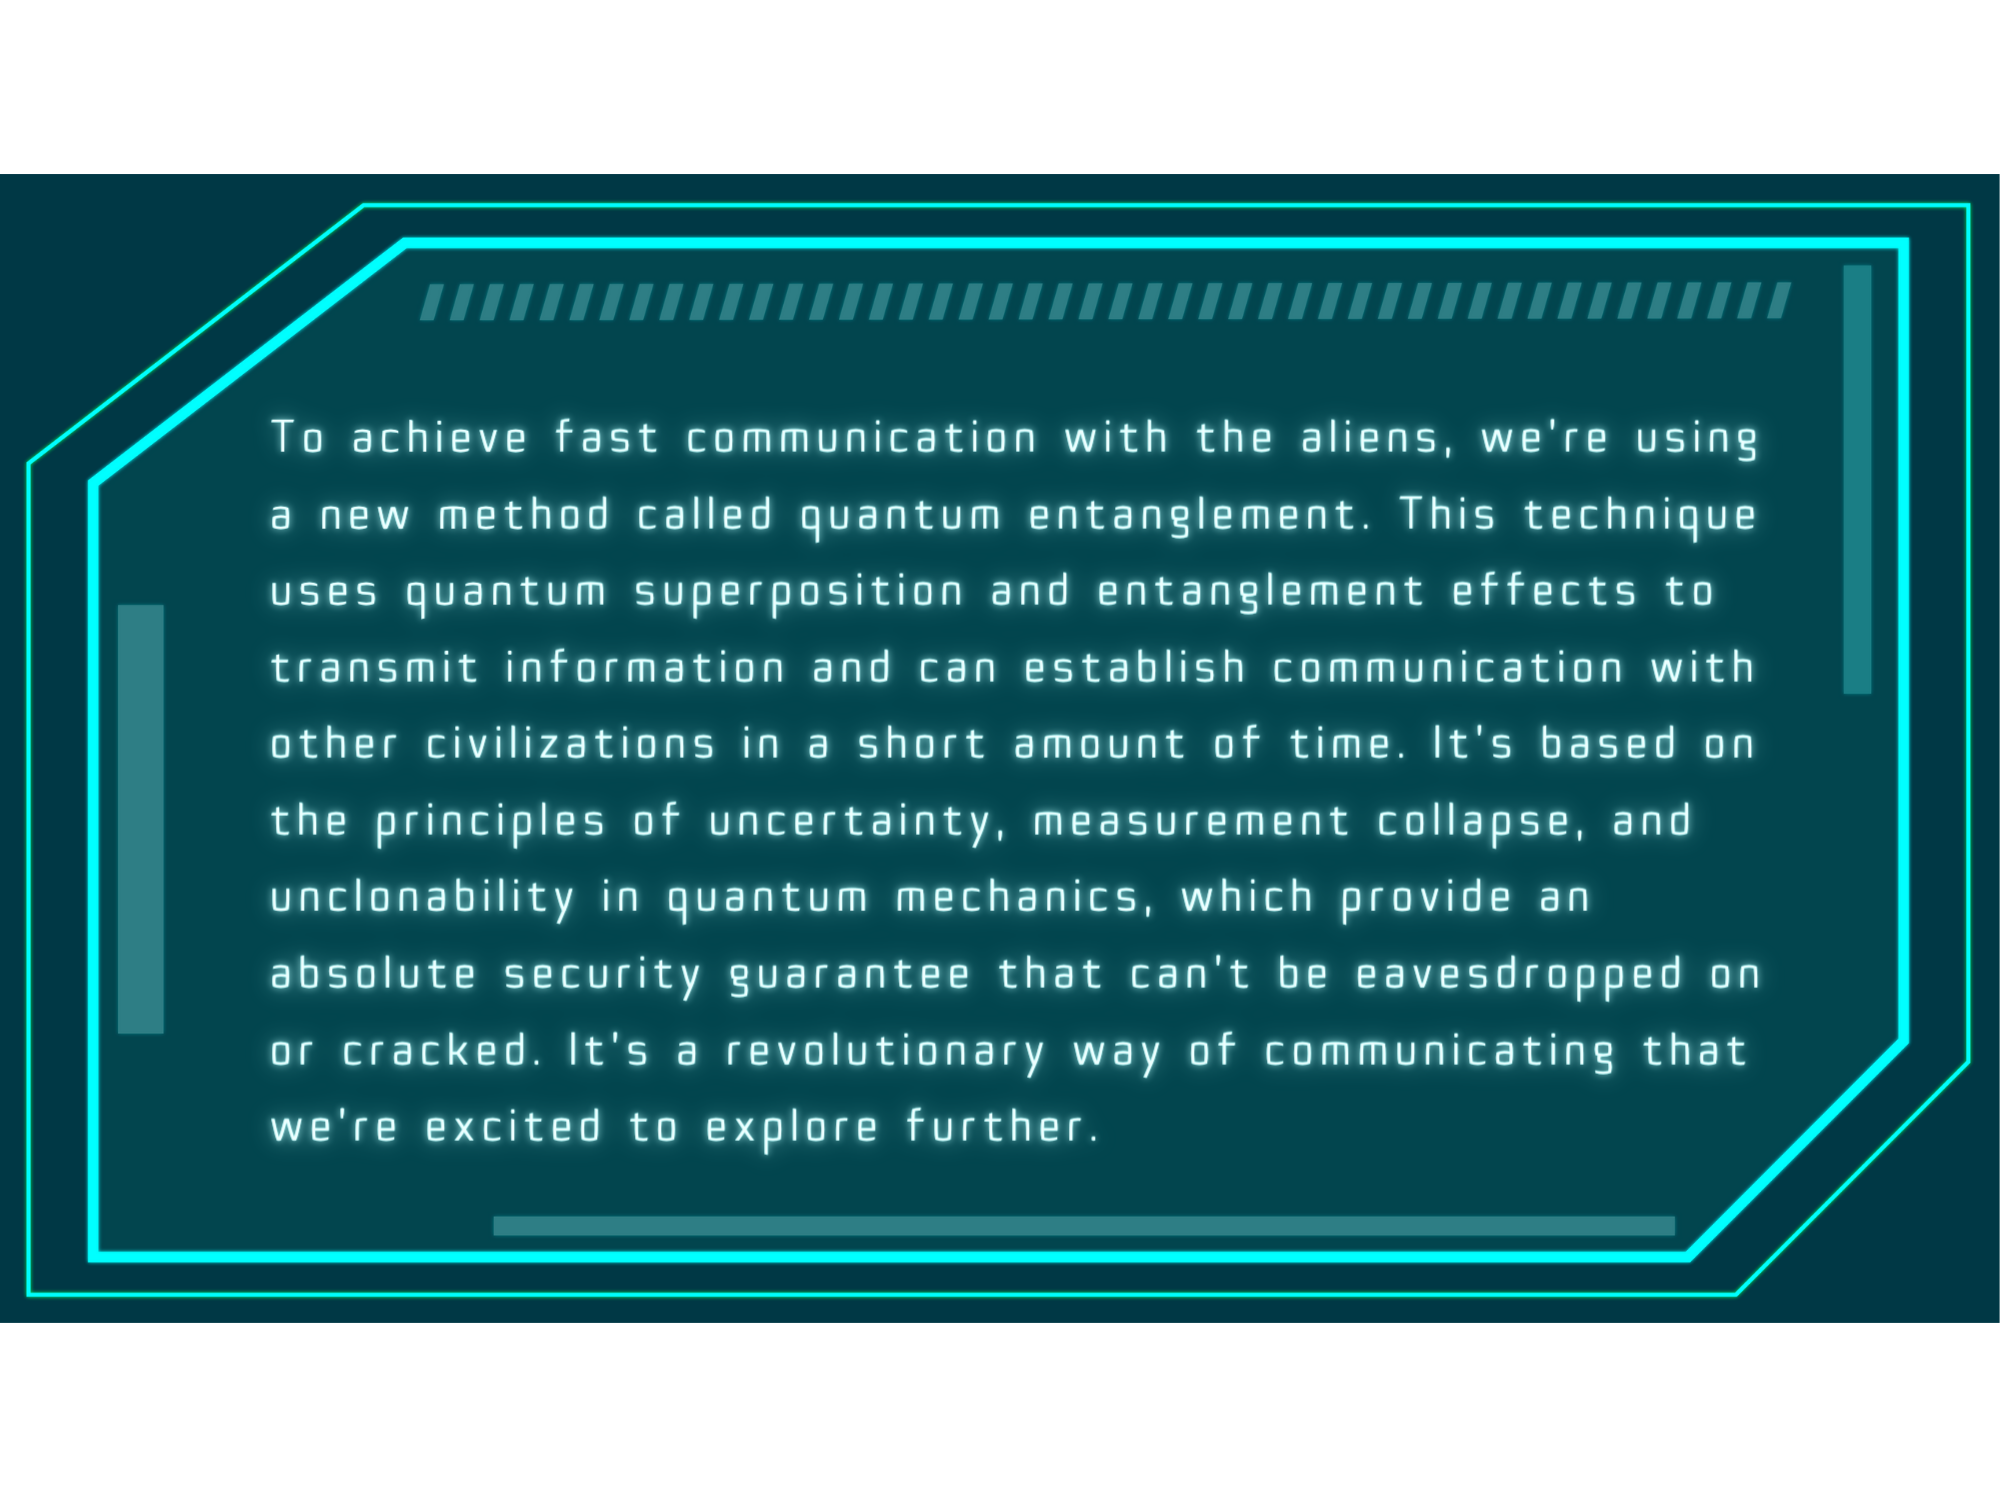 To achieve fast communication with the aliens, we're using
a new method called quantum entanglement. This technique
uses quantum superposition and entanglement effects to
transmit information and can establish communication with
other civilizations in a short amount of time. It's based on
the principles of uncertainty, measurement collapse, and
unclonability in quantum mechanics, which provide an
absolute security guarantee that can't be eavesdropped on
or cracked. It's a revolutionary way of communicating that
we're excited to explore further.